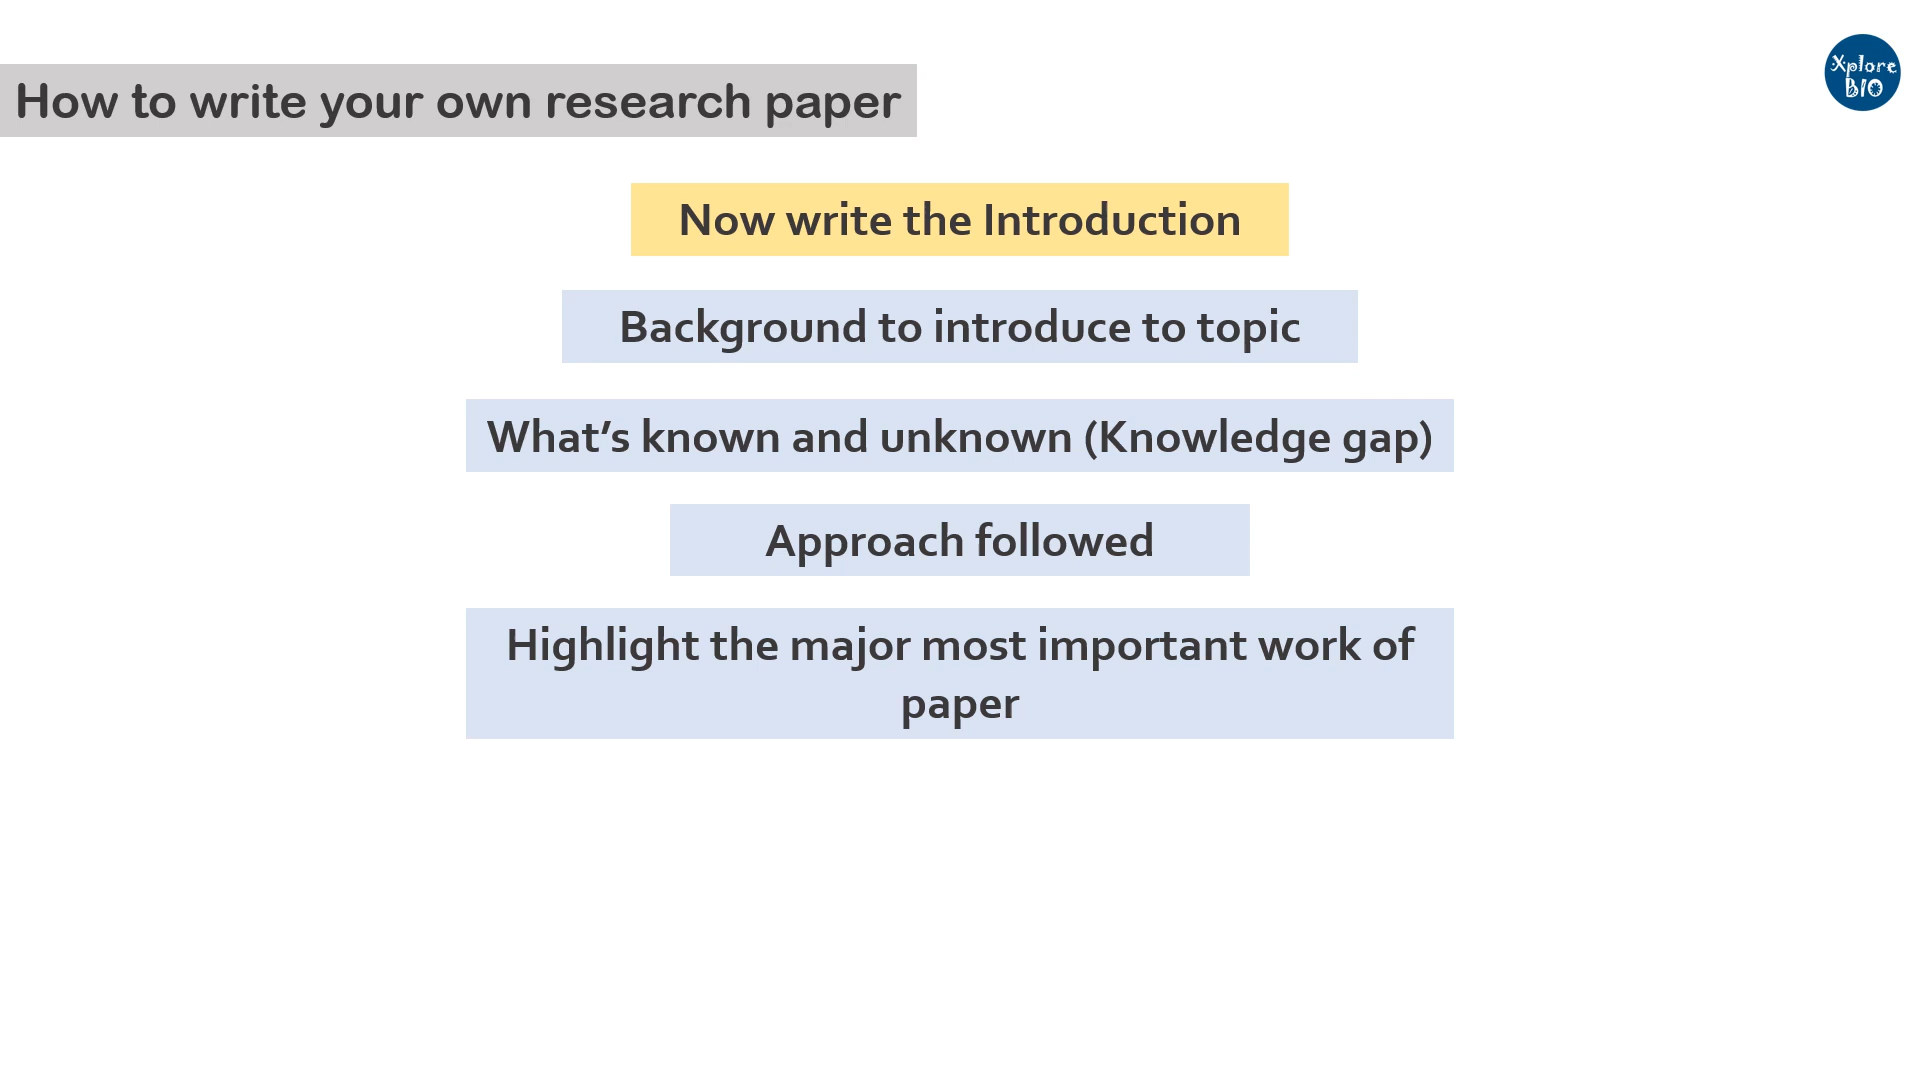 How to write your own research paper
Xplore
BIO
Now write the Introduction
Background to introduce to topic
What’s known and unknown (Knowledge gap)
Approach followed
Highlight the major most important work of
paper